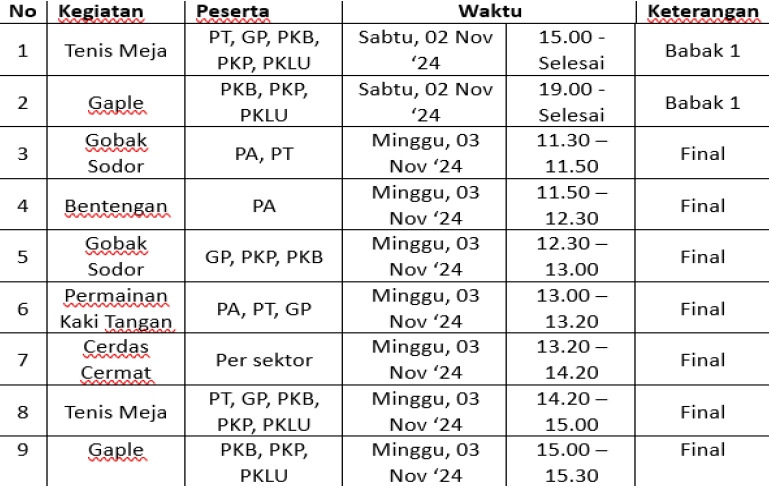 No Kegiatan Peserta Waktu Keterangan
1 Tenis Meja PT, GP, PKB, PKP, PKLU Sabtu, 02 Nov ‘24 15.00 - Selesai Babak 1
2 Gaple PKB, PKP, PKLU Sabtu, 02 Nov ‘24 19.00 - Selesai Babak 1
3 Gobak Sodor PA, PT Minggu, 03 Nov ‘24 11.30 – 11.50 Final
4 Bentengan PA Minggu, 03 Nov ‘24 11.50 – 12.30 Final
5 Gobak Sodor GP, PKP, PKB Minggu, 03 Nov ‘24 12.30 – 13.00 Final
6 Permainan Kaki Tangan PA, PT, GP Minggu, 03 Nov ‘24 13.00 – 13.20 Final
7 Cerdas Cermat Per sektor Minggu, 03 Nov ‘24 13.20 – 14.20 Final
8 Tenis Meja PT, GP, PKB, PKP, PKLU Minggu, 03 Nov ‘24 14.20 – 15.00 Final
9 Gaple PKB, PKP, PKLU Minggu, 03 Nov ‘24 15.00 – 15.30 Final